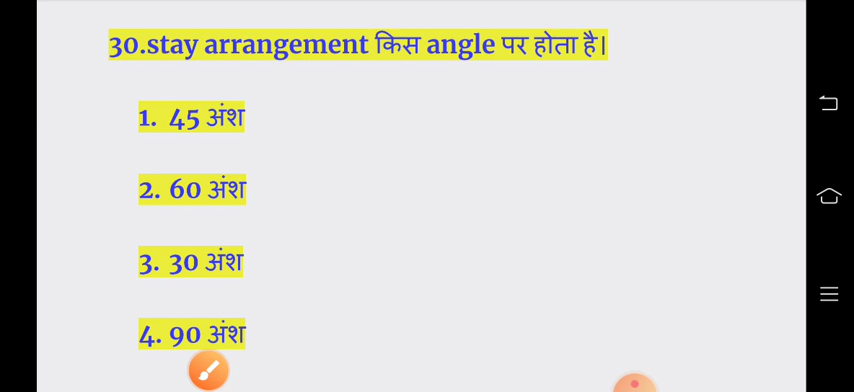 30.stay arrangement किस angle पर होता है।
1. 45 अंश
2. 60 अंश
3. 30 अंश
4. 90 अंश